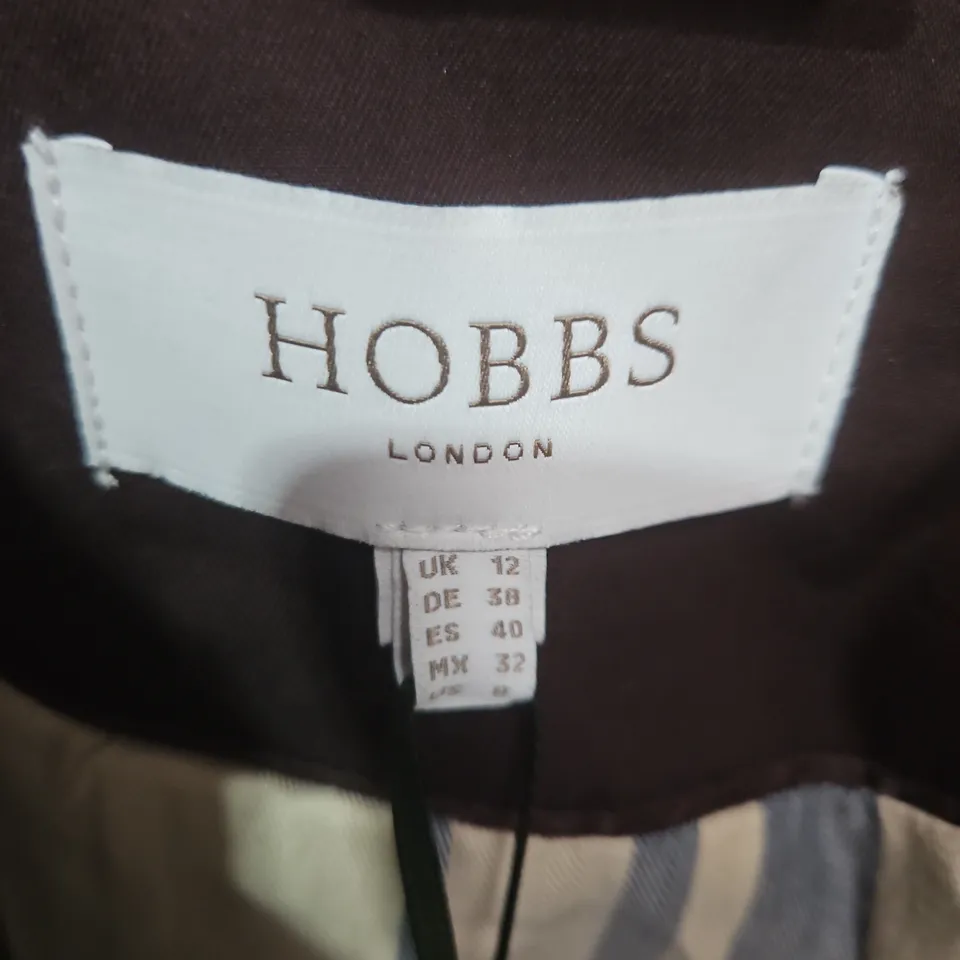 HOBBS
LONDON
UK 12
DE 38
ES 40
MX 32